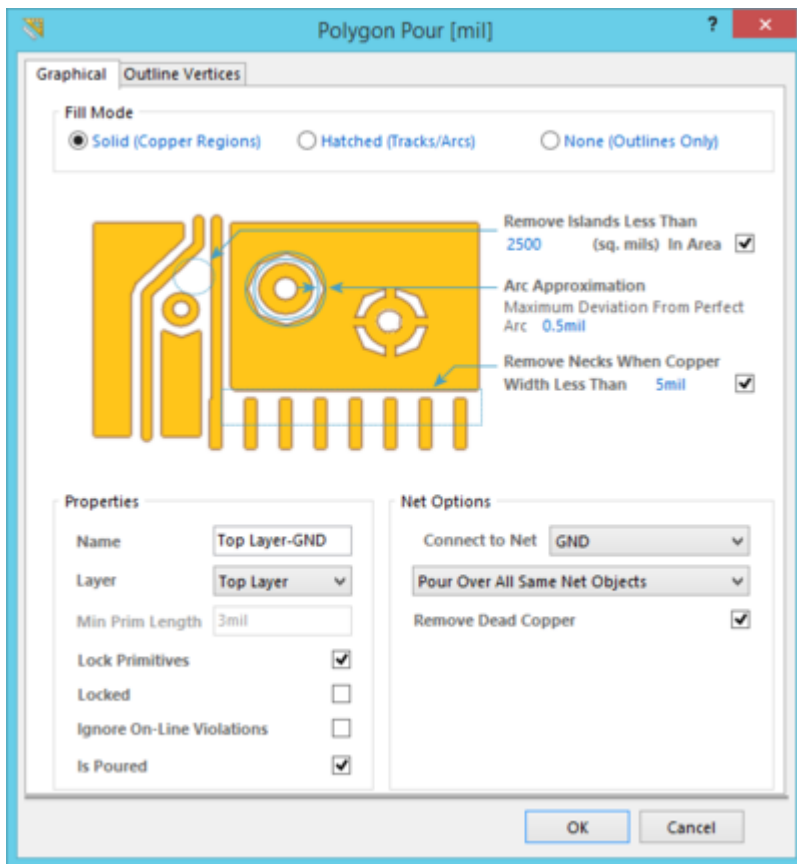 Polygon Pour [mil]
?
Graphical
Outline Vertices
Fill Mode
Solid (Copper Regions)
Hatched (Tracks/Arcs)
None (Outlines Only)
Remove Islands Less Than
2500 (sq. mils) In Area
Arc Approximation
Maximum Deviation From Perfect
Arc 0.5mil
Remove Necks When Copper
Width Less Than 5mil
Properties
Name Top Layer-GND
Layer Top Layer
Min Prim Length 3mil
Lock Primitives
Locked
Ignore On-Line Violations
Is Poured
Net Options
Connect to Net GND
Pour Over All Same Net Objects
Remove Dead Copper
OK
Cancel